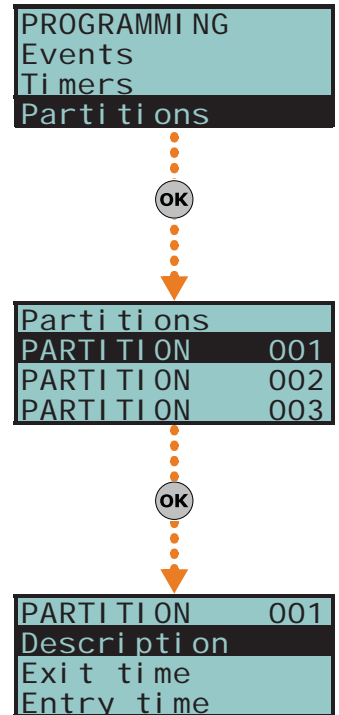 PROGRAMMING
Events
Timers
Partitions
OK
Partitions
PARTITION 001
PARTITION 002
PARTITION 003
OK
PARTITION 001
Description
Exit time
Entry time